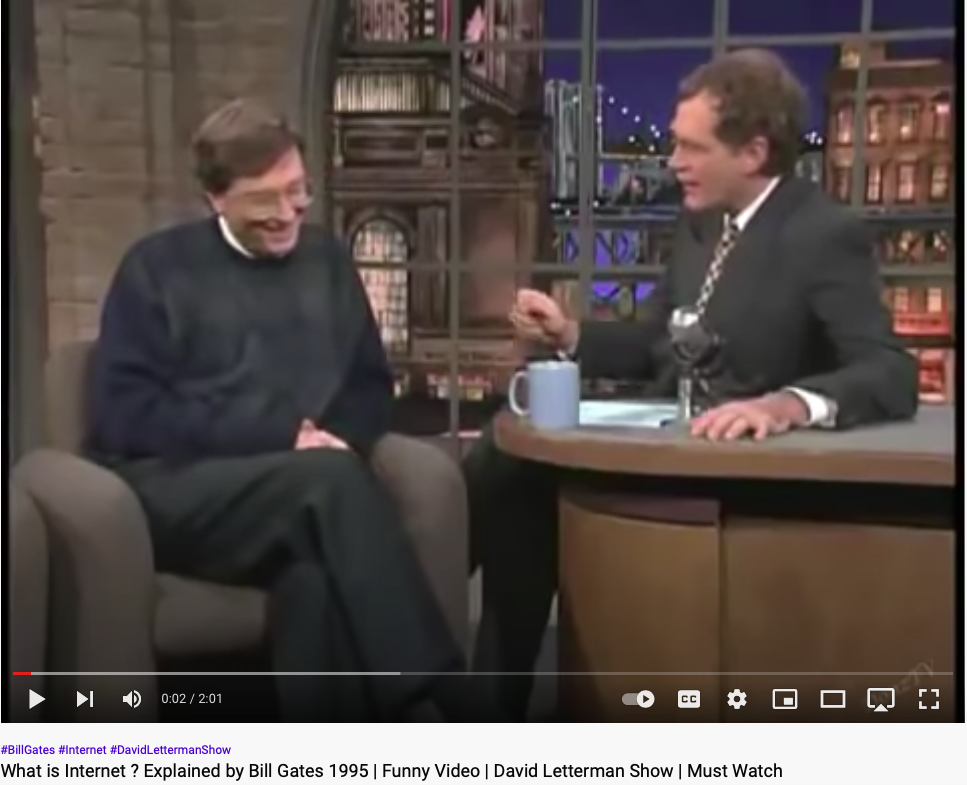 0:02 / 2:01
CC
#BillGates #Internet #DavidLettermanShow
What is Internet ? Explained by Bill Gates 1995 | Funny Video | David Letterman Show | Must Watch